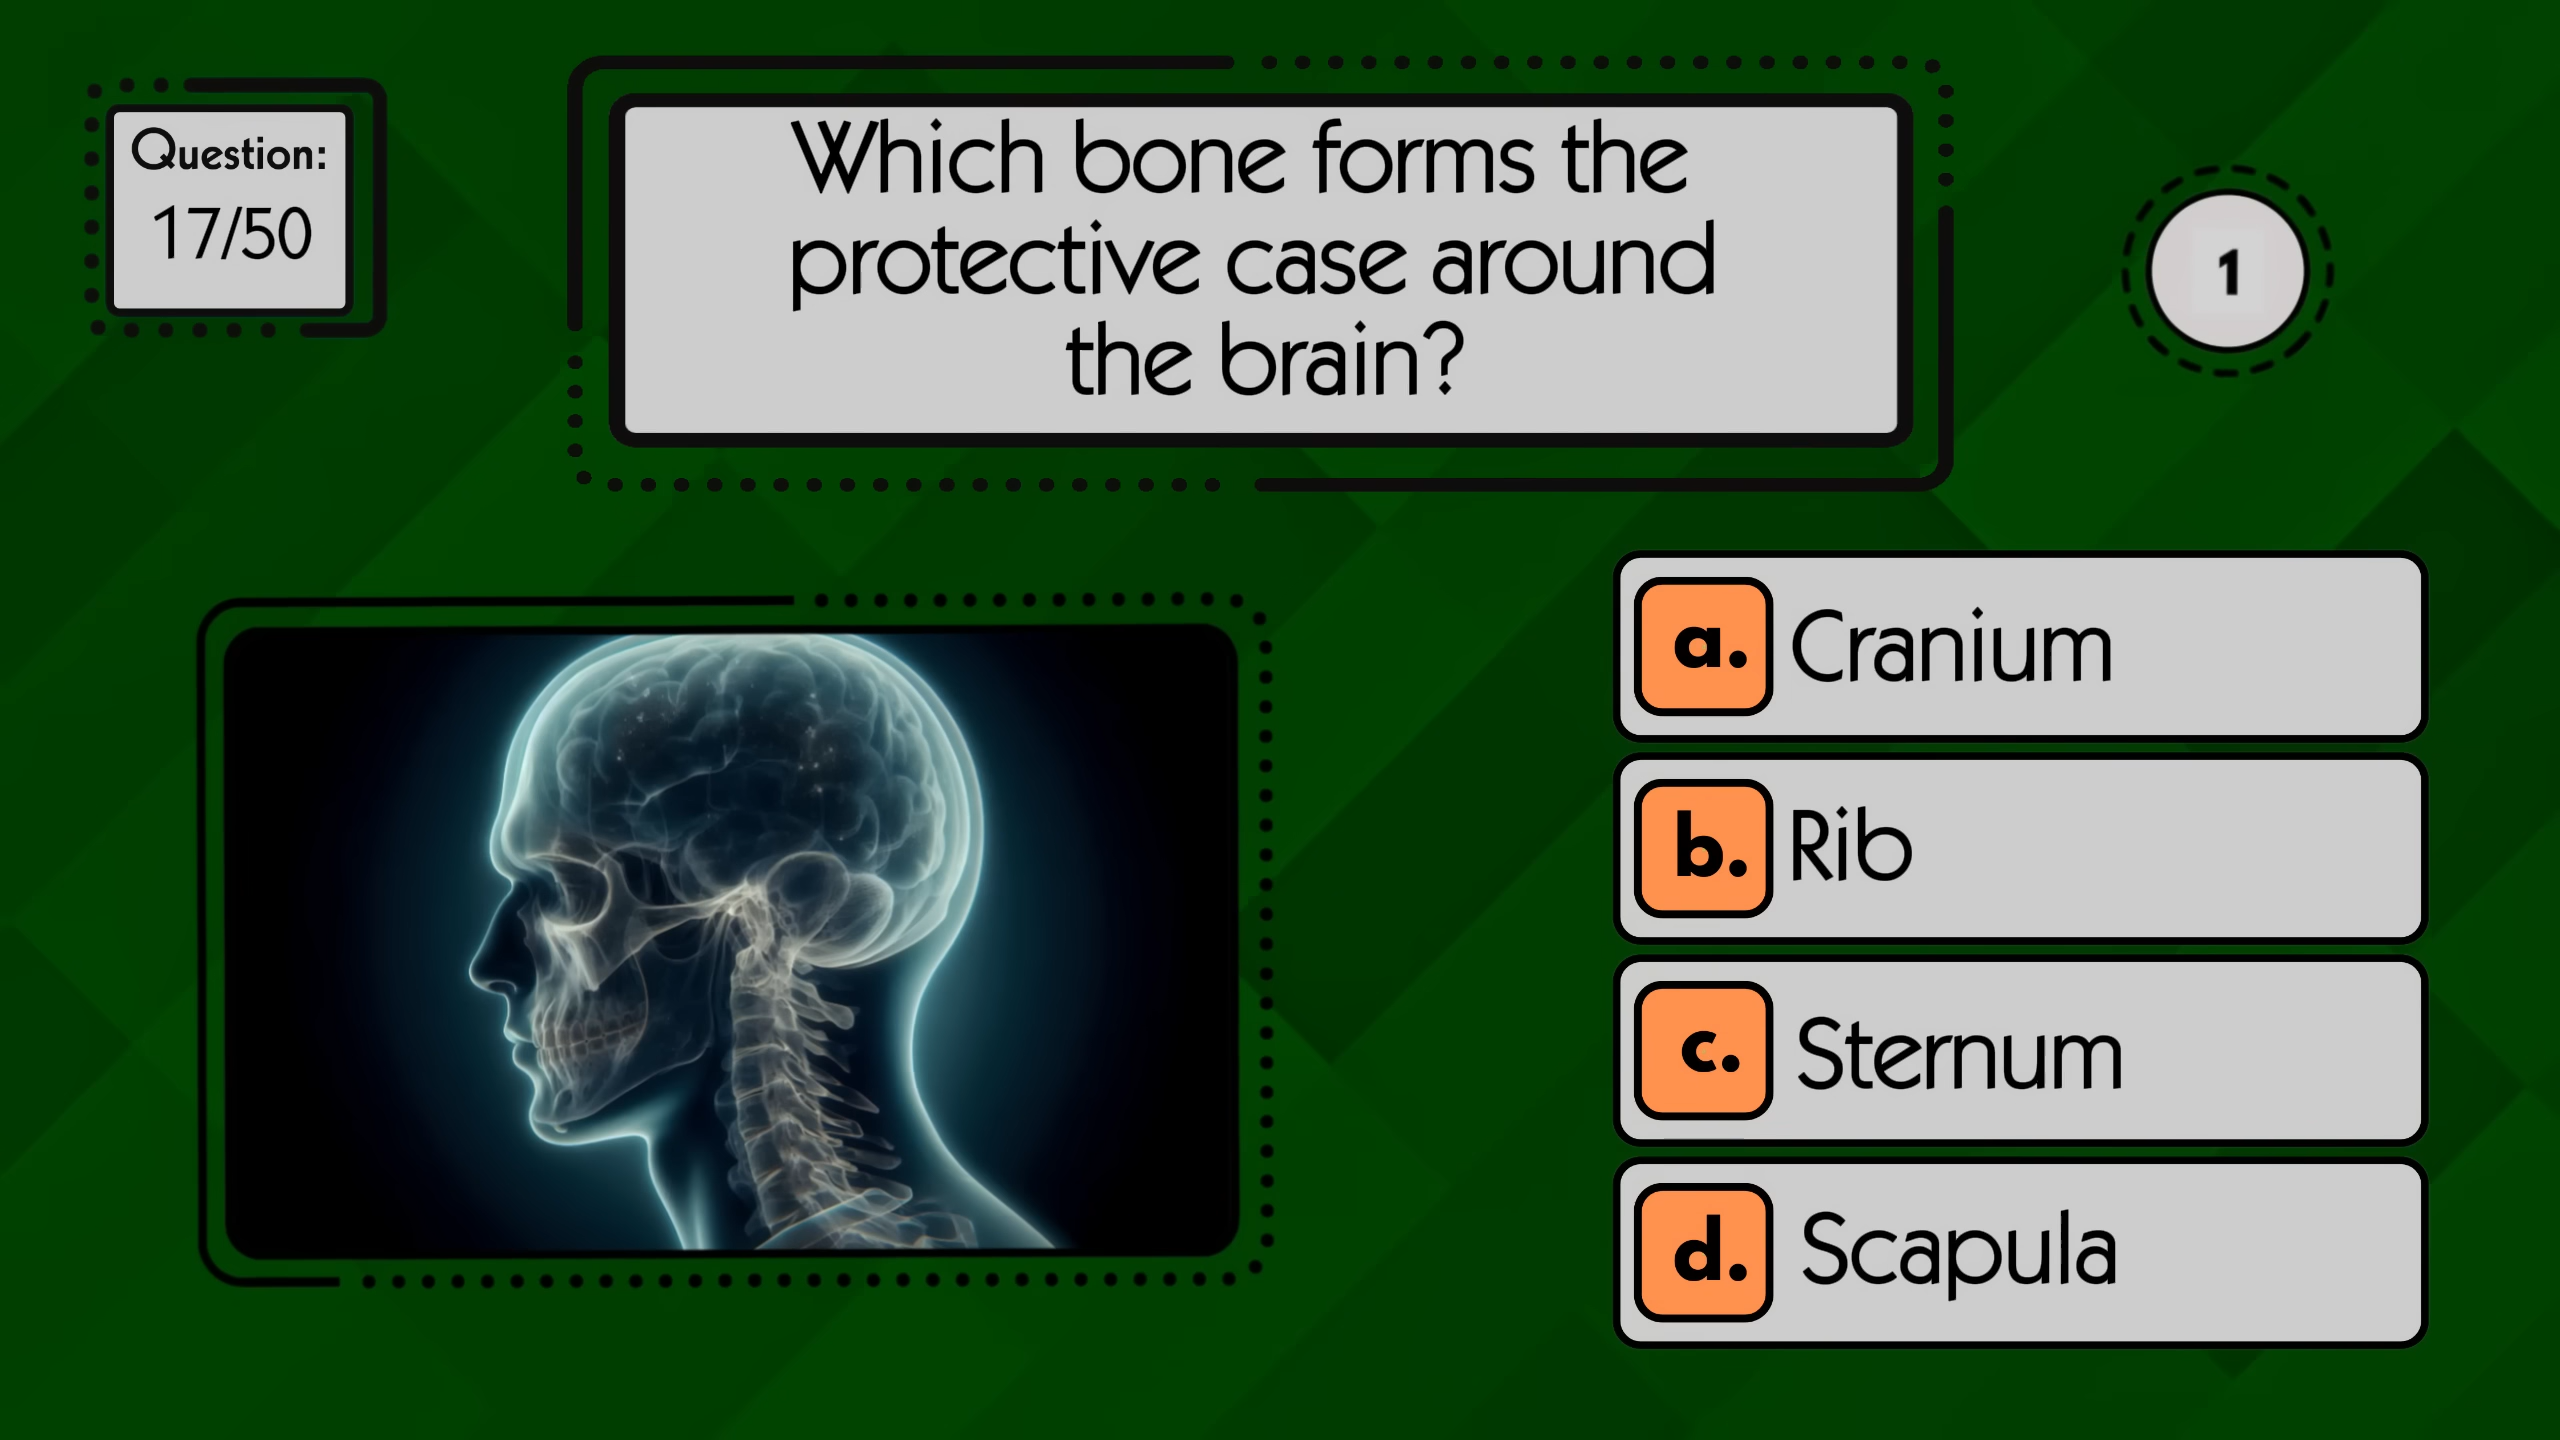 Question:
17/50
Which bone forms the
protective case around
the brain?
1
a. Cranium
b. Rib
c. Sternum
d. Scapula